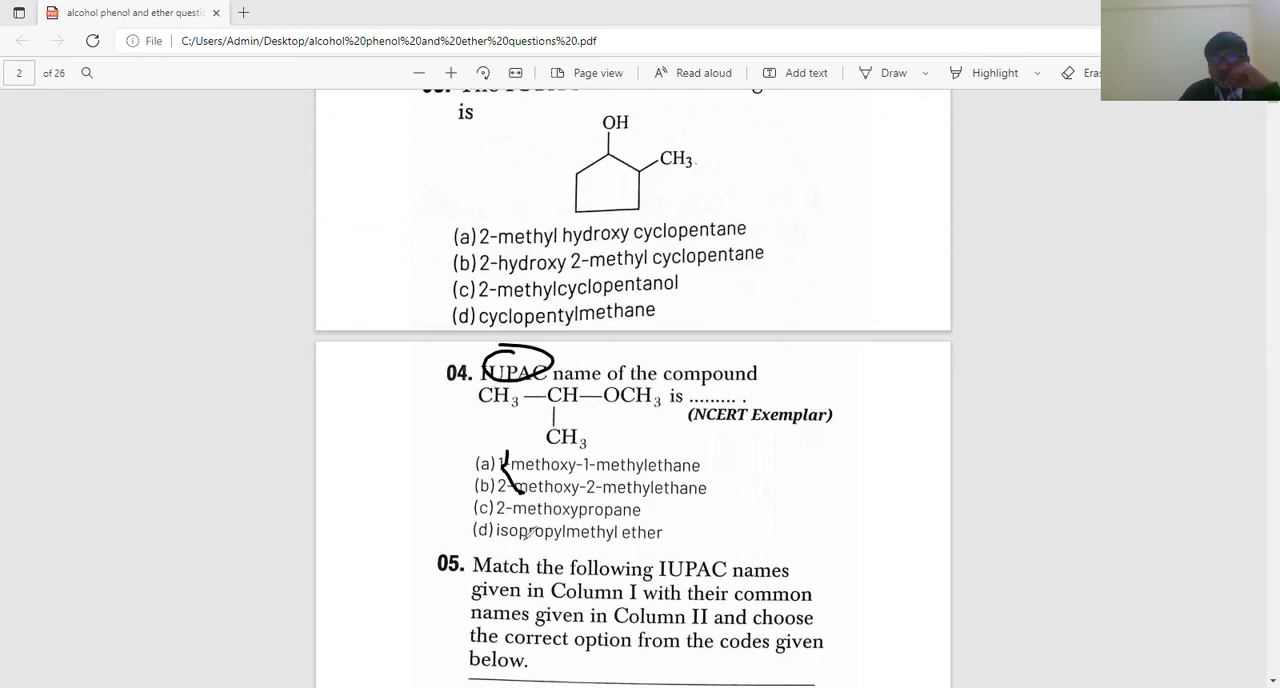 alcohol phenol and ether questic
File C:/Users/Admin/Desktop/alcohol%20phenol%20and%20ether%20questions%20.pdf
2 of 26 Page view Read aloud Add text Draw Highlight Eras
is
OH
CH3
(a) 2-methyl hydroxy cyclopentane
(b) 2-hydroxy 2-methyl cyclopentane
(c) 2-methylcyclopentanol
(d) cyclopentylmethane
04. IUPAC name of the compound
CH3 —CH—OCH3 is ......... .
(NCERT Exemplar)
CH3
(a) 1-methoxy-1-methylethane
(b) 2-methoxy-2-methylethane
(c) 2-methoxypropane
(d) isopropylmethyl ether
05. Match the following IUPAC names
given in Column I with their common
names given in Column II and choose
the correct option from the codes given
below.